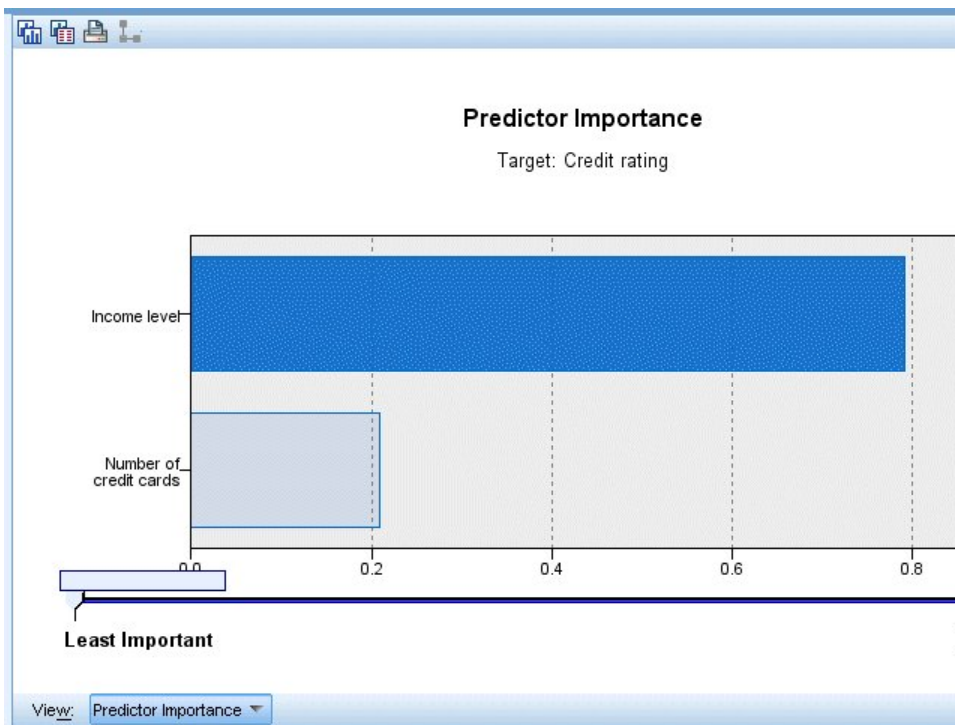 Predictor Importance
Target: Credit rating
Income level
Number of
credit cards
0.0 0.2 0.4 0.6 0.8
Least Important
View: Predictor Importance